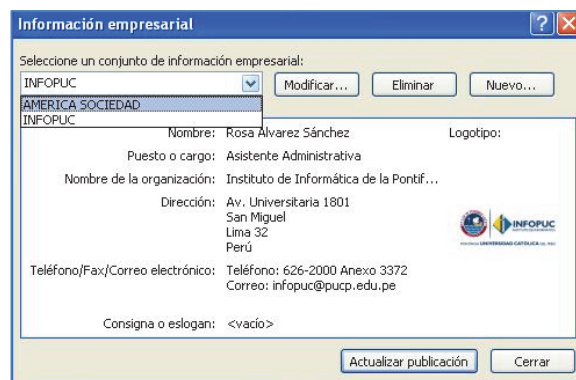 Información empresarial
Seleccione un conjunto de información empresarial:
INFOPUC
Modificar... Eliminar Nuevo...
AMERICA SOCIEDAD
INFOPUC
Nombre: Rosa Álvarez Sánchez Logotipo:
Puesto o cargo: Asistente Administrativa
Nombre de la organización: Instituto de Informática de la Pontif...
Dirección: Av. Universitaria 1801
San Miguel
Lima 32
Perú
INFOPUC
Teléfono/Fax/Correo electrónico: Teléfono: 626-2000 Anexo 3372
Correo: infopuc@pucp.edu.pe
Consigna o eslogan: <vacío>
Actualizar publicación Cerrar